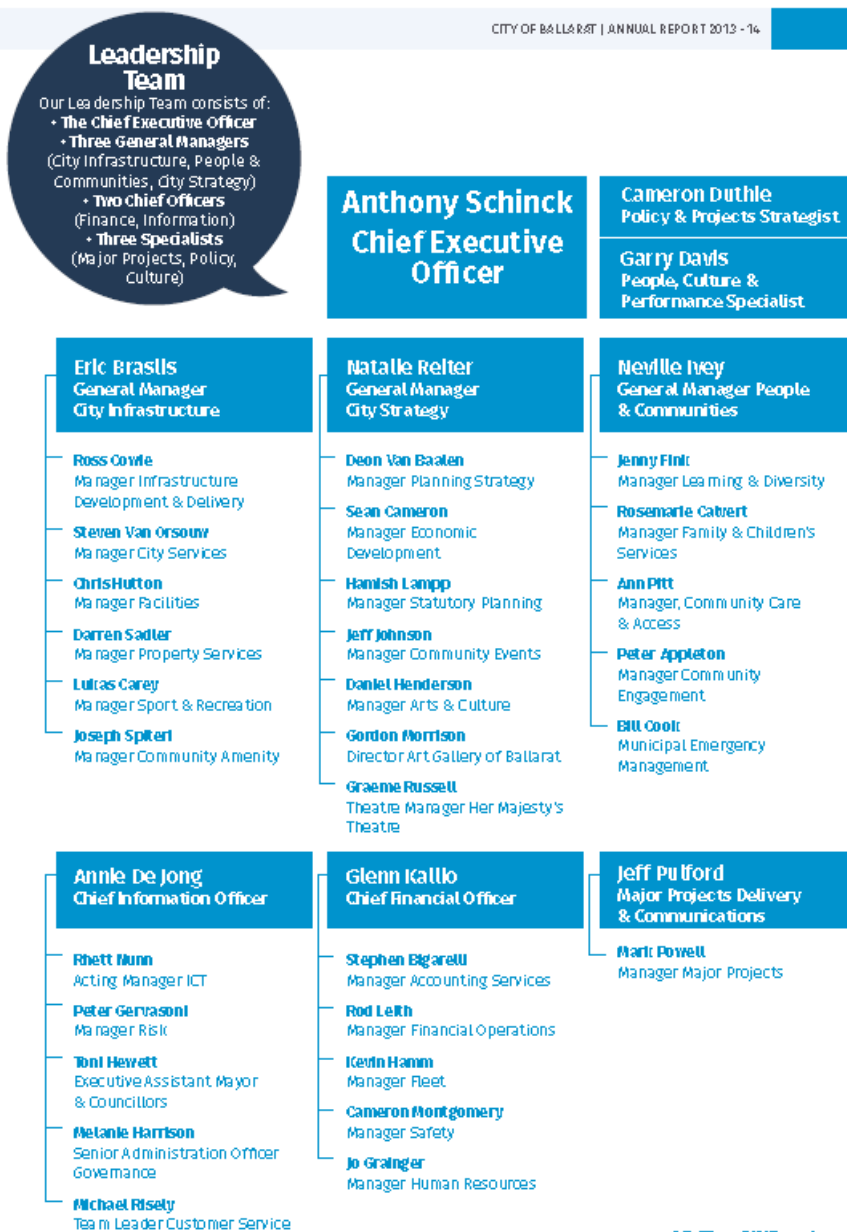 CITY OF BALLARAT | ANNUAL REPORT 2013 - 14
Leadership
Team
Our Leadership Team consists of:
• The Chief Executive Officer
• Three General Managers
(City Infrastructure, People &
Communities, City Strategy)
• Two Chief Officers
(Finance, Information)
• Three Specialists
(Major Projects, Policy,
Culture)
Anthony Schinck
Chief Executive
Officer
Cameron Duthie
Policy & Projects Strategist
Garry Davis
People, Culture &
Performance Specialist
Eric Braslis
General Manager
City Infrastructure
Ross Cowie
Manager Infrastructure
Development & Delivery
Steven Van Orsouw
Manager City Services
Chris Hutton
Manager Facilities
Darren Sadler
Manager Property Services
Lukas Carey
Manager Sport & Recreation
Joseph Spiteri
Manager Community Amenity
Natalie Reiter
General Manager
City Strategy
Deon Van Baalen
Manager Planning Strategy
Sean Cameron
Manager Economic
Development
Hamish Lampp
Manager Statutory Planning
Jeff Johnson
Manager Community Events
Daniel Henderson
Manager Arts & Culture
Gordon Morrison
Director Art Gallery of Ballarat
Graeme Russell
Theatre Manager Her Majesty's
Theatre
Neville Ivey
General Manager People
& Communities
Jenny Fink
Manager Learning & Diversity
Rosemarie Calvert
Manager Family & Children's
Services
Ann Pitt
Manager, Community Care
& Access
Peter Appleton
Manager Community
Engagement
Bill Cook
Municipal Emergency
Management
Annie De Jong
Chief Information Officer
Rhett Nunn
Acting Manager ICT
Peter Gervasoni
Manager Risk
Toni Hewett
Executive Assistant Mayor
& Councillors
Melanie Harrison
Senior Administration Officer
Governance
Michael Risely
Team Leader Customer Service
Glenn Kallio
Chief Financial Officer
Stephen Bigarelli
Manager Accounting Services
Rod Leith
Manager Financial Operations
Kevin Hamm
Manager Fleet
Cameron Montgomery
Manager Safety
Jo Grainger
Manager Human Resources
Jeff Pulford
Major Projects Delivery
& Communications
Mark Powell
Manager Major Projects